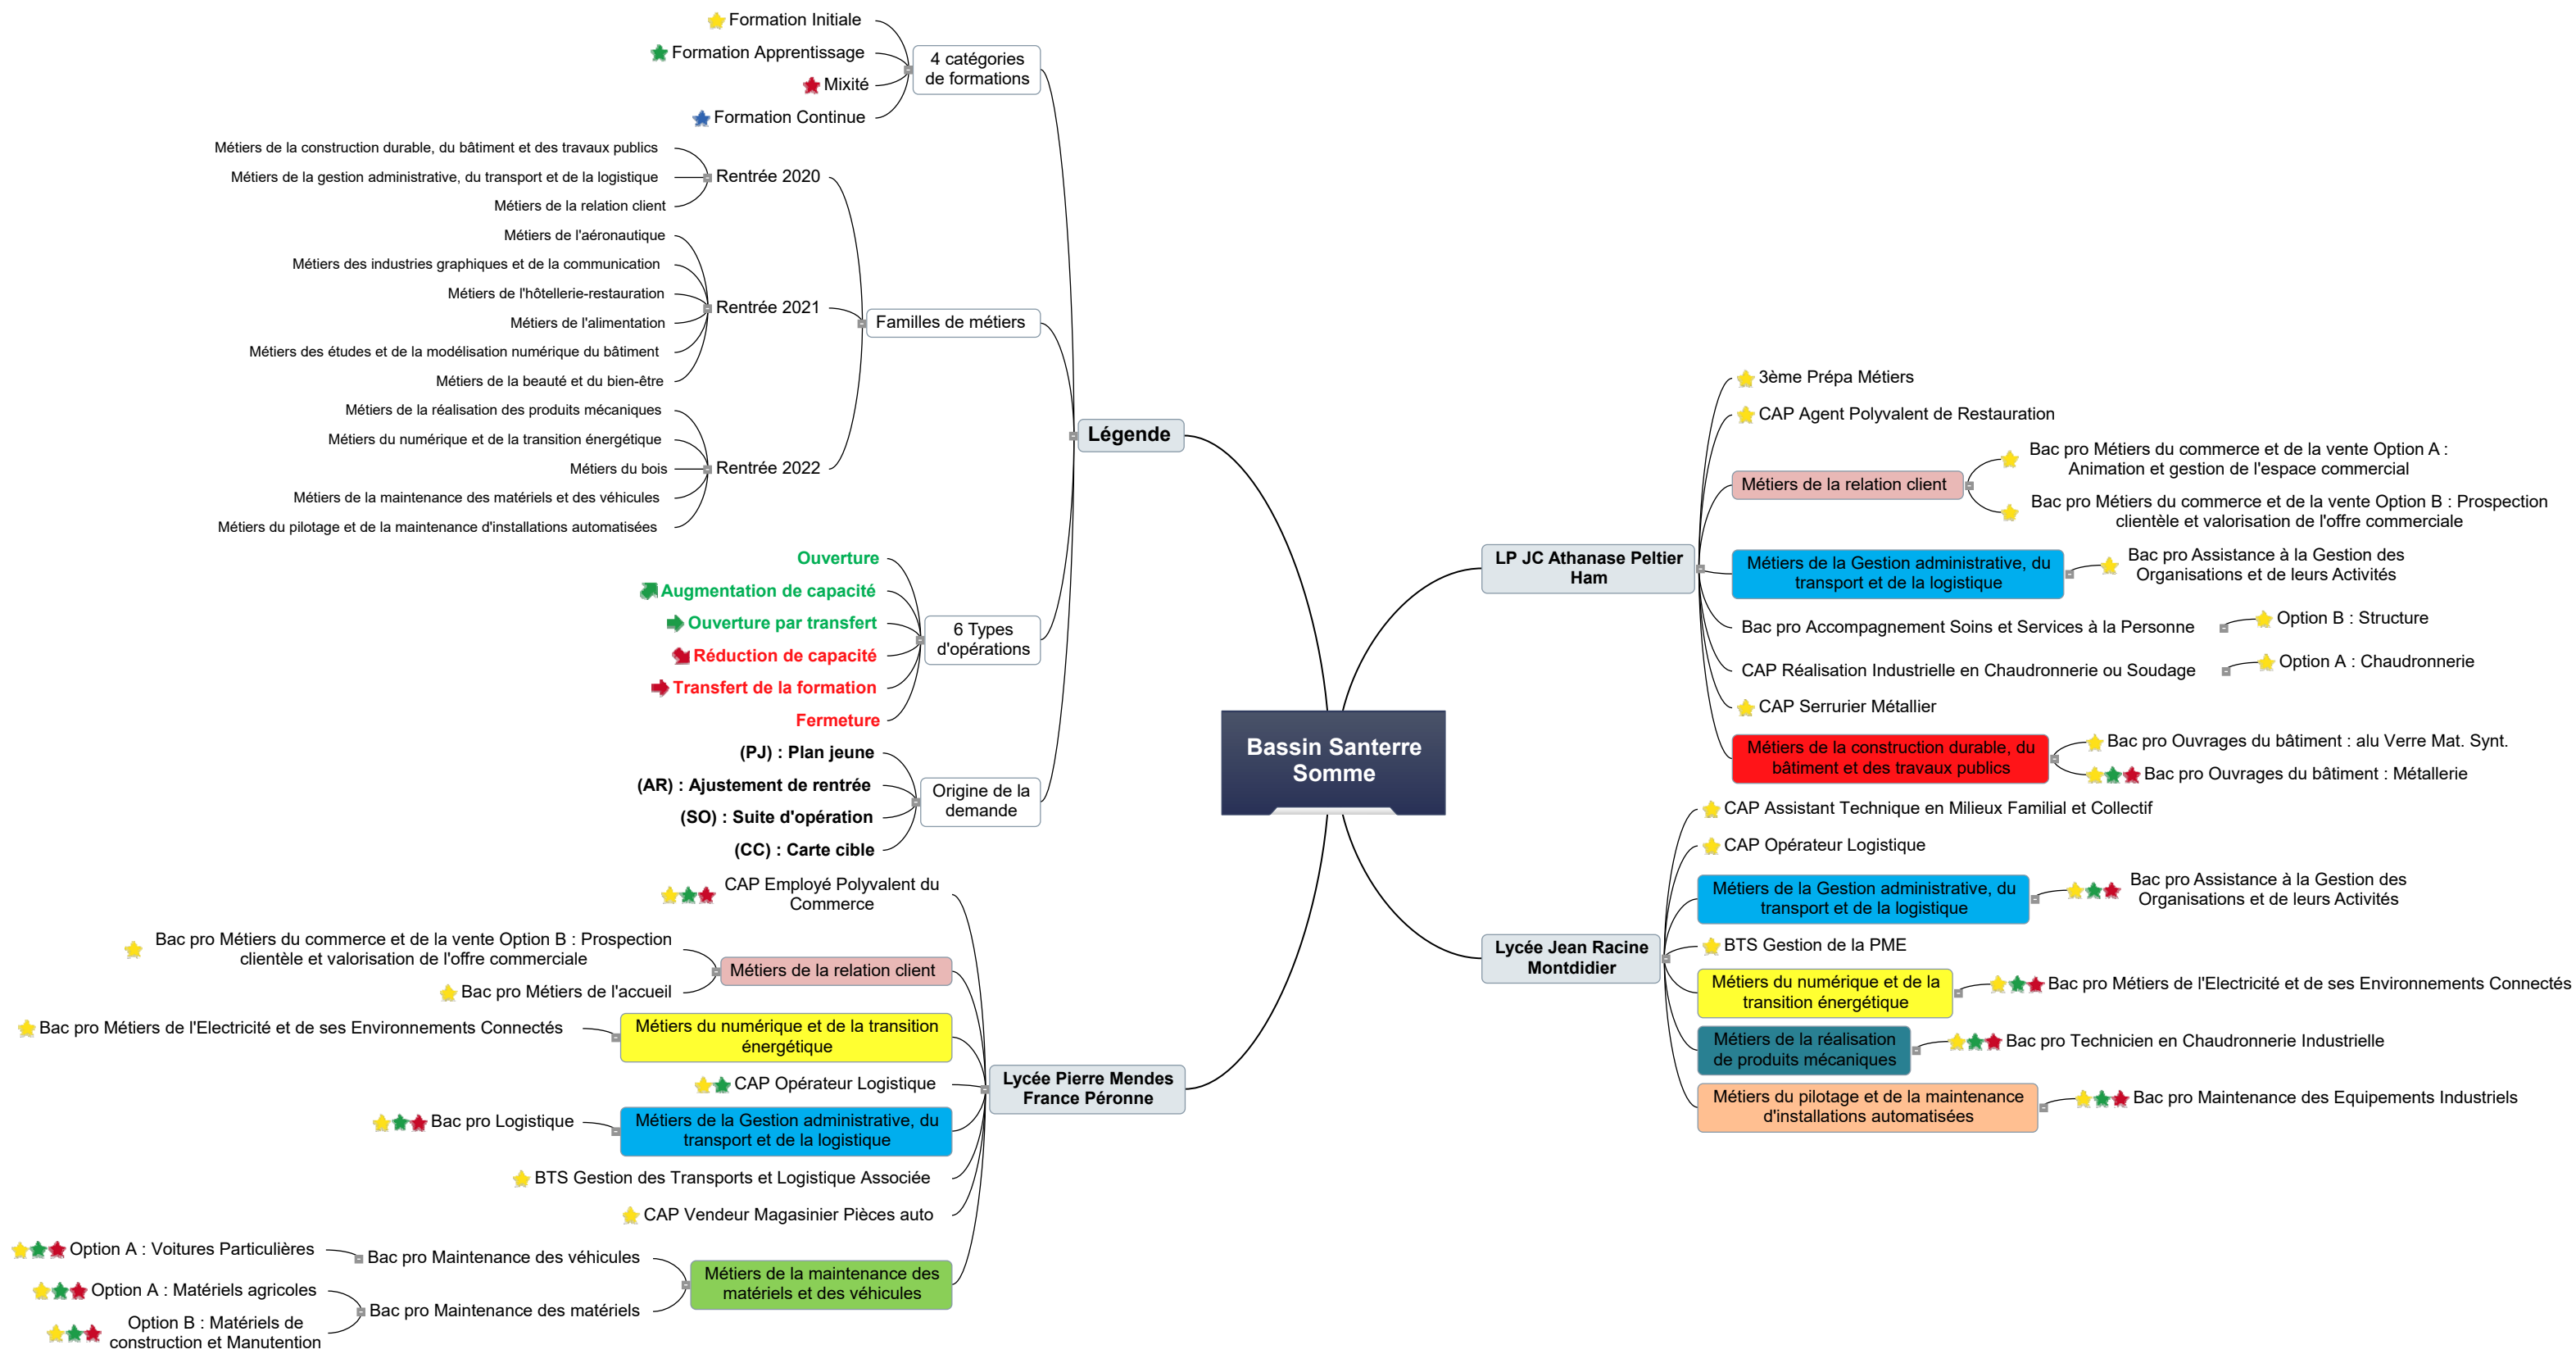 Formation Initiale
Formation Apprentissage
Mixité
Formation Continue
4 catégories
de formations
Métiers de la construction durable, du bâtiment et des travaux publics
Métiers de la gestion administrative, du transport et de la logistique
Métiers de la relation client
Rentrée 2020
Métiers de l'aéronautique
Métiers des industries graphiques et de la communication
Métiers de l'hôtellerie-restauration
Métiers de l'alimentation
Métiers des études et de la modélisation numérique du bâtiment
Métiers de la beauté et du bien-être
Rentrée 2021
Métiers de la réalisation des produits mécaniques
Métiers du numérique et de la transition énergétique
Métiers du bois
Métiers de la maintenance des matériels et des véhicules
Métiers du pilotage et de la maintenance d'installations automatisées
Rentrée 2022
Familles de métiers
Légende
Ouverture
Augmentation de capacité
Ouverture par transfert
Réduction de capacité
Transfert de la formation
Fermeture
6 Types
d'opérations
(PJ) : Plan jeune
(AR) : Ajustement de rentrée
(SO) : Suite d'opération
(CC) : Carte cible
Origine de la
demande
Bassin Santerre
Somme
LP JC Athanase Peltier
Ham
3ème Prépa Métiers
CAP Agent Polyvalent de Restauration
Métiers de la relation client
Bac pro Métiers du commerce et de la vente Option A :
Animation et gestion de l'espace commercial
Bac pro Métiers du commerce et de la vente Option B : Prospection
clientèle et valorisation de l'offre commerciale
Métiers de la Gestion administrative, du
transport et de la logistique
Bac pro Assistance à la Gestion des
Organisations et de leurs Activités
Bac pro Accompagnement Soins et Services à la Personne
Option B : Structure
CAP Réalisation Industrielle en Chaudronnerie ou Soudage
Option A : Chaudronnerie
CAP Serrurier Métallier
Métiers de la construction durable, du
bâtiment et des travaux publics
Bac pro Ouvrages du bâtiment : alu Verre Mat. Synt.
Bac pro Ouvrages du bâtiment : Métallerie
Lycée Jean Racine
Montdidier
CAP Assistant Technique en Milieux Familial et Collectif
CAP Opérateur Logistique
Métiers de la Gestion administrative, du
transport et de la logistique
Bac pro Assistance à la Gestion des
Organisations et de leurs Activités
BTS Gestion de la PME
Métiers du numérique et de la
transition énergétique
Bac pro Métiers de l'Electricité et de ses Environnements Connectés
Métiers de la réalisation
de produits mécaniques
Bac pro Technicien en Chaudronnerie Industrielle
Métiers du pilotage et de la maintenance
d'installations automatisées
Bac pro Maintenance des Equipements Industriels
Lycée Pierre Mendes
France Péronne
CAP Employé Polyvalent du
Commerce
Bac pro Métiers du commerce et de la vente Option B : Prospection
clientèle et valorisation de l'offre commerciale
Bac pro Métiers de l'accueil
Métiers de la relation client
Bac pro Métiers de l'Electricité et de ses Environnements Connectés
Métiers du numérique et de la transition
énergétique
CAP Opérateur Logistique
Bac pro Logistique
Métiers de la Gestion administrative, du
transport et de la logistique
BTS Gestion des Transports et Logistique Associée
CAP Vendeur Magasinier Pièces auto
Option A : Voitures Particulières
Bac pro Maintenance des véhicules
Option A : Matériels agricoles
Option B : Matériels de
construction et Manutention
Bac pro Maintenance des matériels
Métiers de la maintenance des
matériels et des véhicules